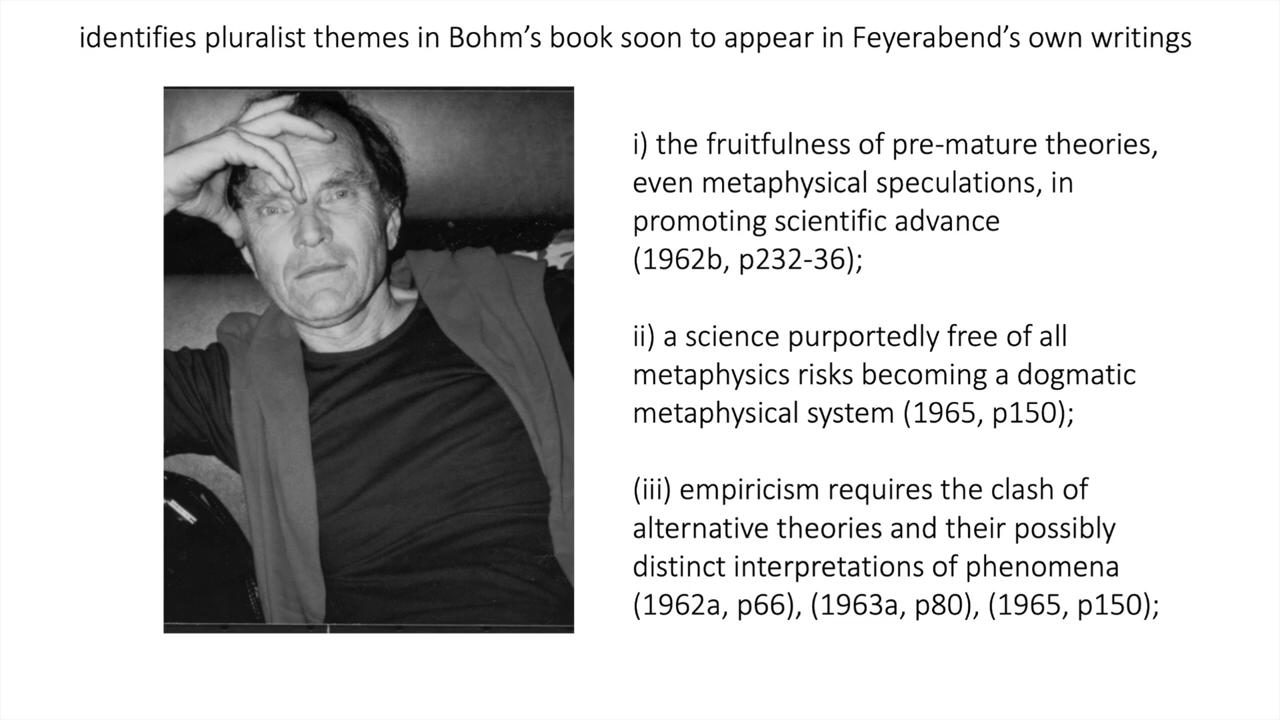 identifies pluralist themes in Bohm’s book soon to appear in Feyerabend’s own writings
i) the fruitfulness of pre-mature theories,
even metaphysical speculations, in
promoting scientific advance
(1962b, p232-36);
ii) a science purportedly free of all
metaphysics risks becoming a dogmatic
metaphysical system (1965, p150);
(iii) empiricism requires the clash of
alternative theories and their possibly
distinct interpretations of phenomena
(1962a, p66), (1963a, p80), (1965, p150);